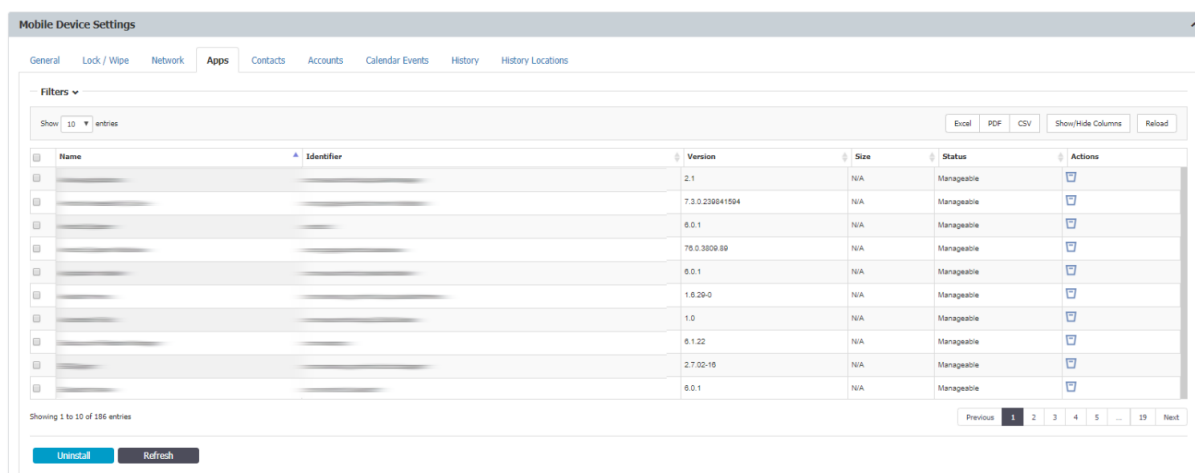 Mobile Device Settings
General Lock / Wipe Network Apps Contacts Accounts Calendar Events History History Locations
Filters
Show 10 entries Excel PDF CSV Show/Hide Columns Reload
Name Identifier Version Size Status Actions
2.1 N/A Manageable
7.3.0.239841594 N/A Manageable
6.0.1 N/A Manageable
76.0.3809.89 N/A Manageable
6.0.1 N/A Manageable
1.6.29-0 N/A Manageable
1.0 N/A Manageable
6.1.22 N/A Manageable
2.7.02-16 N/A Manageable
6.0.1 N/A Manageable
Showing 1 to 10 of 186 entries Previous 1 2 3 4 5 ... 19 Next
Uninstall Refresh